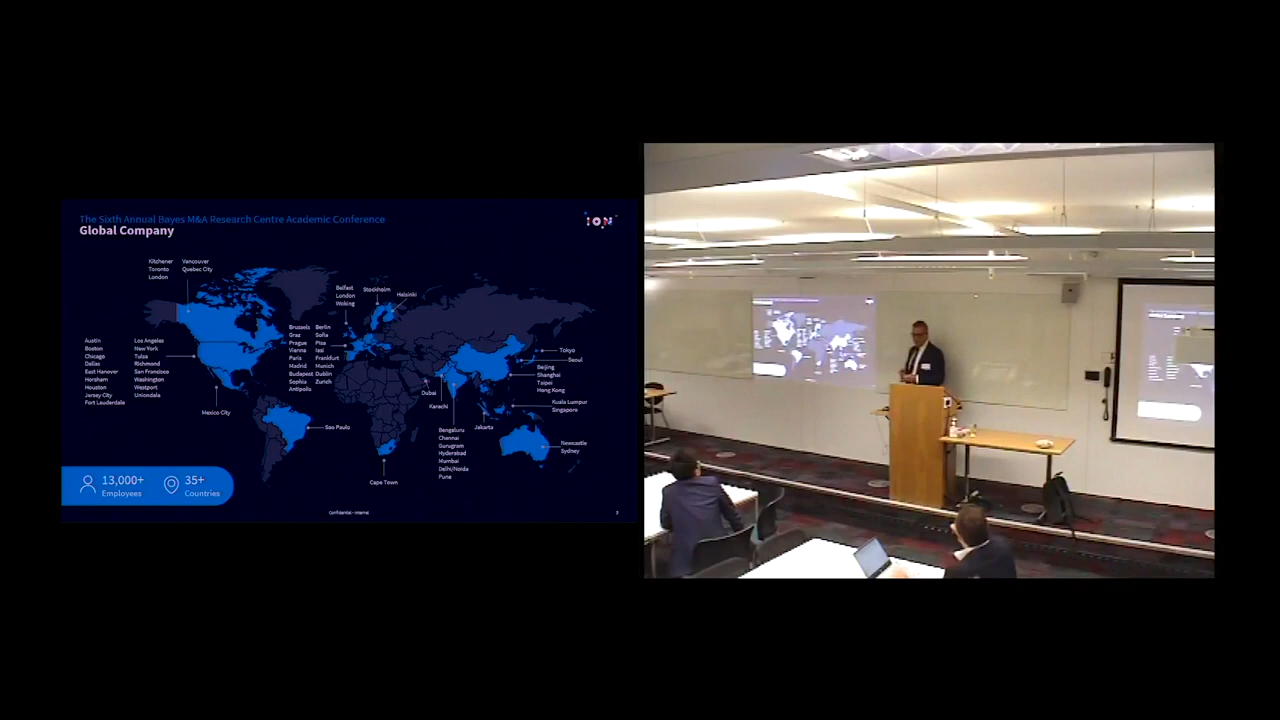 The Sixth Annual Bayes M&A Research Centre Academic Conference
Global Company
ION
Kitchener
Toronto
London
Vancouver
Quebec City
Belfast
London
Woking
Stockholm
Helsinki
Austin
Boston
Chicago
Dallas
East Hanover
Horsham
Houston
Jersey City
Fort Lauderdale
Los Angeles
New York
Tulsa
Richmond
San Francisco
Washington
Westport
Uniondale
Brussels
Graz
Prague
Vienna
Paris
Madrid
Budapest
Sophia
Antipolis
Berlin
Sofia
Pisa
Iasi
Frankfurt
Munich
Dublin
Zurich
Tokyo
Seoul
Beijing
Shanghai
Taipei
Hong Kong
Dubai
Karachi
Kuala Lumpur
Singapore
Mexico City
Sao Paulo
Jakarta
Bengaluru
Chennai
Gurugram
Hyderabad
Mumbai
Delhi/Noida
Pune
Newcastle
Sydney
Cape Town
13,000+
Employees
35+
Countries
Confidential - Internal